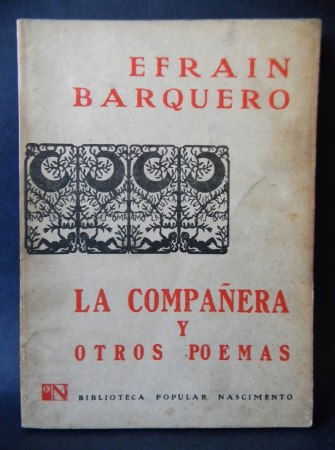 EFRAIN
BARQUERO
LA COMPAÑERA
Y
OTROS POEMAS
N BIBLIOTECA POPULAR NASCIMENTO